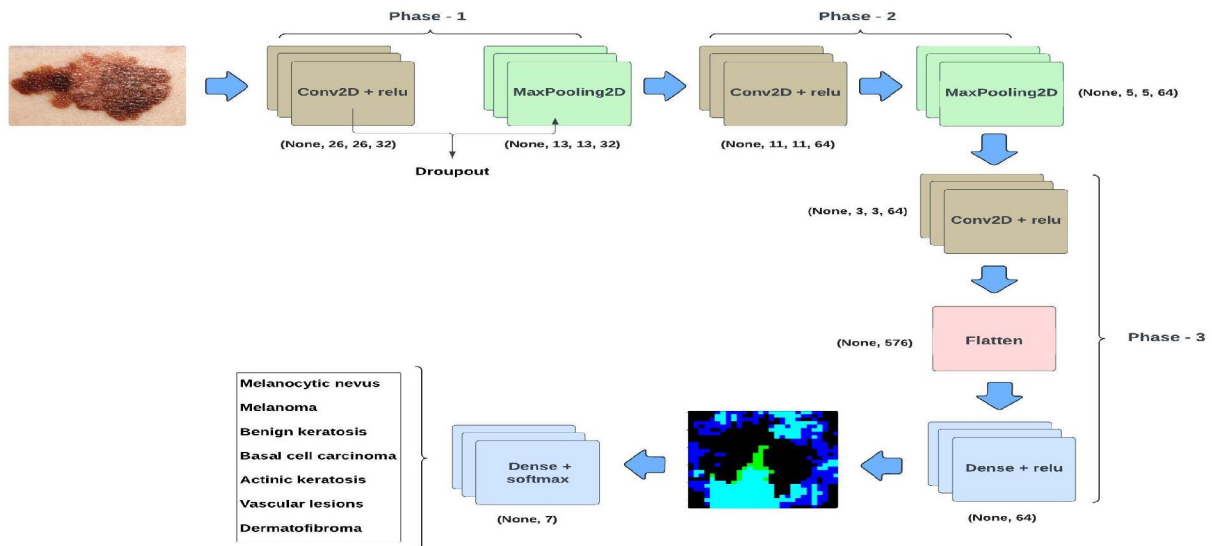 Phase - 1
Phase - 2
Conv2D + relu
MaxPooling2D
Conv2D + relu
MaxPooling2D
(None, 5, 5, 64)
(None, 26, 26, 32)
(None, 13, 13, 32)
(None, 11, 11, 64)
Droupout
(None, 3, 3, 64)
Conv2D + relu
(None, 576)
Flatten
Phase - 3
Dense + relu
(None, 64)
Dense +
softmax
(None, 7)
Melanocytic nevus
Melanoma
Benign keratosis
Basal cell carcinoma
Actinic keratosis
Vascular lesions
Dermatofibroma